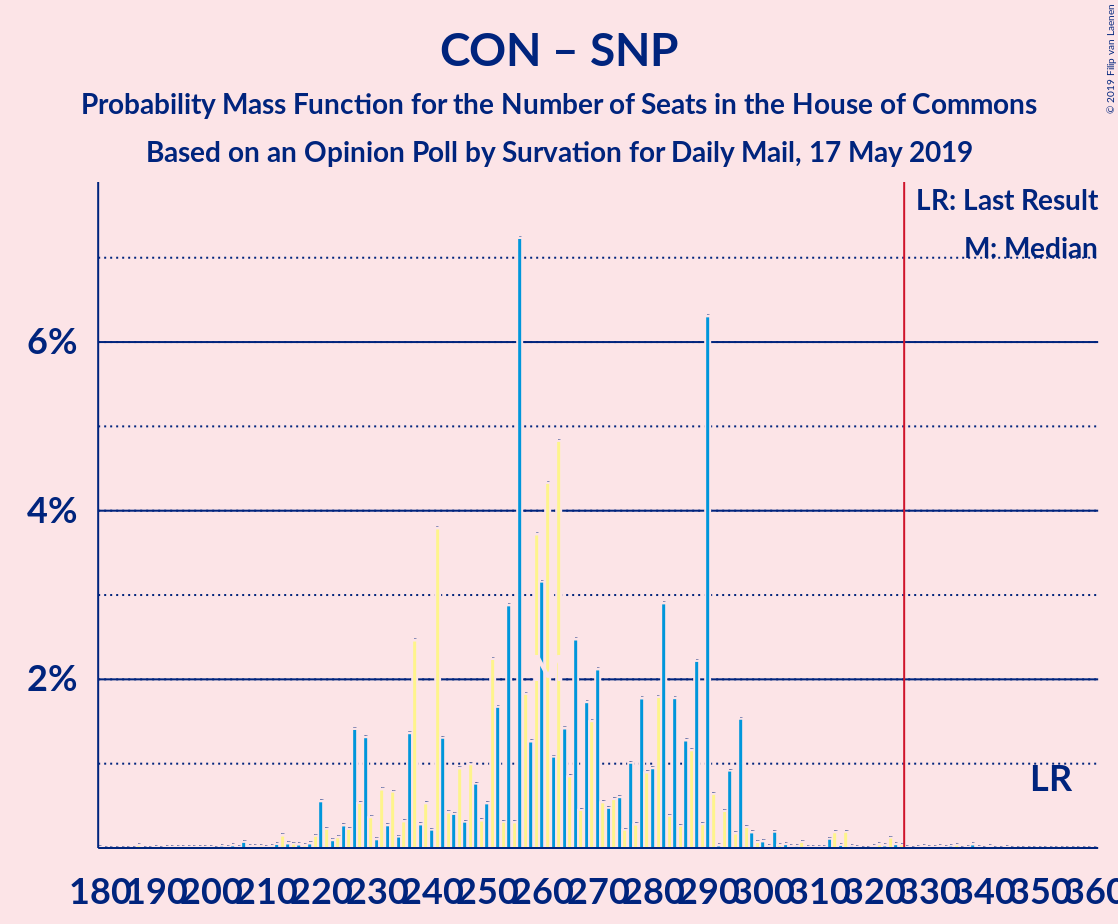 CON – SNP
Probability Mass Function for the Number of Seats in the House of Commons
Based on an Opinion Poll by Survation for Daily Mail, 17 May 2019
© 2019 Filip van Laenen
LR: Last Result
M: Median
6%
4%
2%
M
LR
180 190 200 210 220 230 240 250 260 270 280 290 300 310 320 330 340 350 360